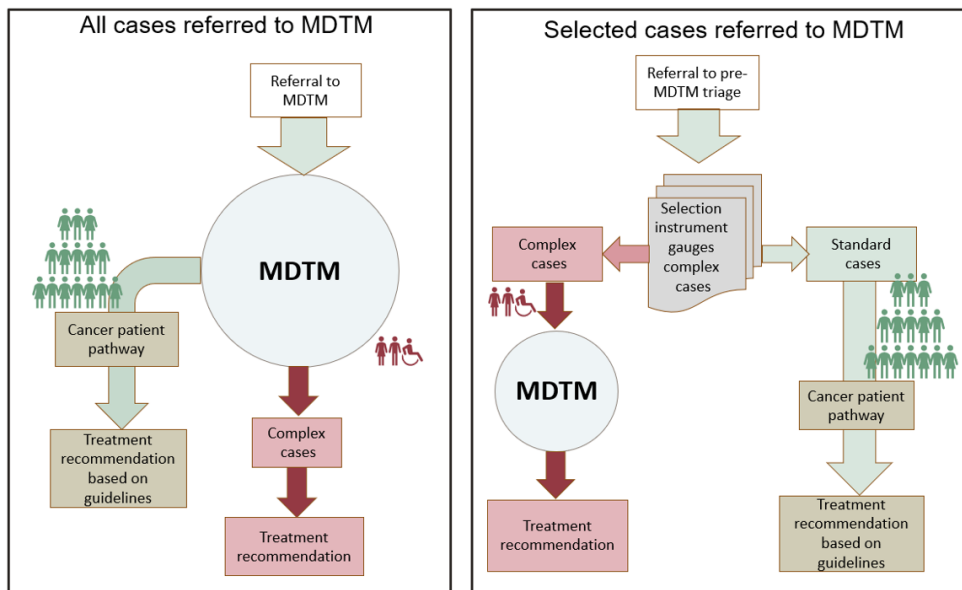 All cases referred to MDTM
Referral to
MDTM
MDTM
Cancer patient
pathway
Treatment
recommendation
based on
guidelines
Complex
cases
Treatment
recommendation
Selected cases referred to MDTM
Referral to pre-
MDTM triage
Selection
instrument
gauges
complex
cases
Complex
cases
Standard
cases
MDTM
Cancer patient
pathway
Treatment
recommendation
Treatment
recommendation
based on
guidelines